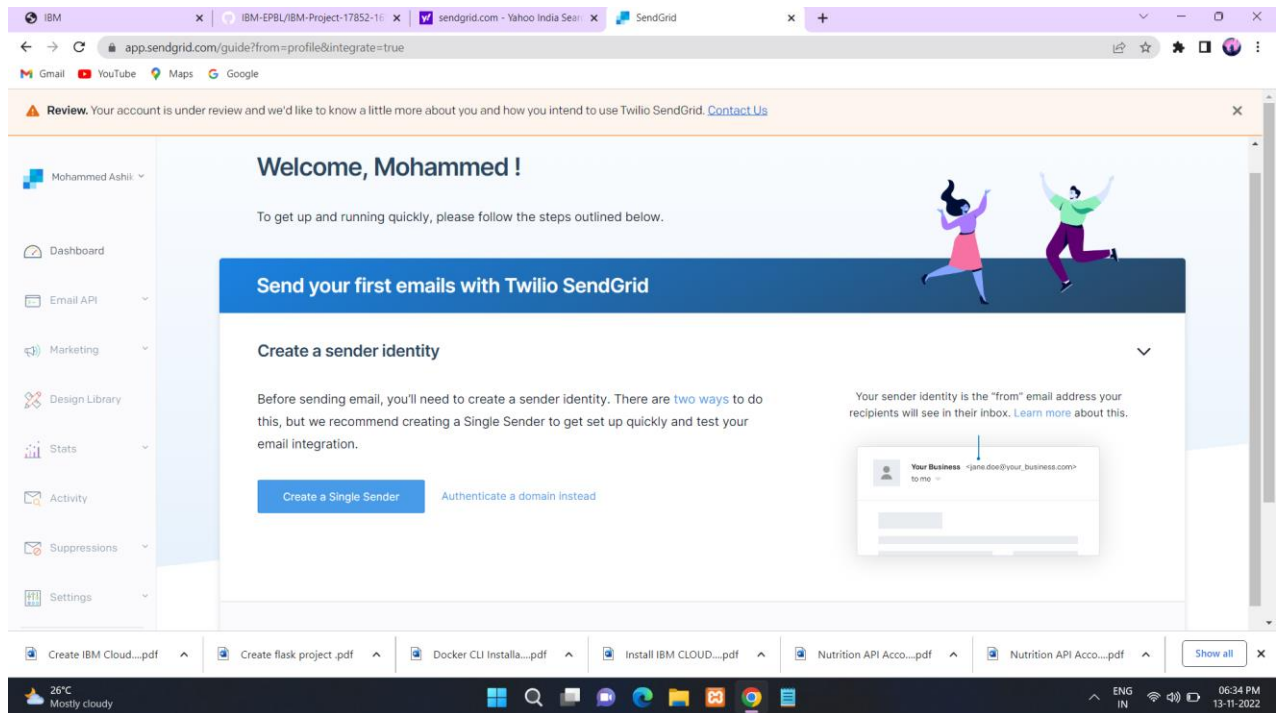 IBM
IBM-EPBL/IBM-Project-17852-16
sendgrid.com - Yahoo India Sear
SendGrid
app.sendgrid.com/guide?from=profile&integrate=true
Gmail YouTube Maps Google
Review. Your account is under review and we'd like to know a little more about you and how you intend to use Twilio SendGrid. Contact Us
Mohammed Ashik
Dashboard
Email API
Marketing
Design Library
Stats
Activity
Suppressions
Settings
Welcome, Mohammed !
To get up and running quickly, please follow the steps outlined below.
Send your first emails with Twilio SendGrid
Create a sender identity
Before sending email, you'll need to create a sender identity. There are two ways to do
this, but we recommend creating a Single Sender to get set up quickly and test your
email integration.
Create a Single Sender
Authenticate a domain instead
Your sender identity is the "from" email address your
recipients will see in their inbox. Learn more about this.
Your Business <jane.doe@your_business.com>
to me
Create IBM Cloud....pdf
Create flask project .pdf
Docker CLI Installa....pdf
Install IBM CLOUD....pdf
Nutrition API Acco....pdf
Nutrition API Acco....pdf
Show all
26°C
Mostly cloudy
ENG
IN
06:34 PM
13-11-2022